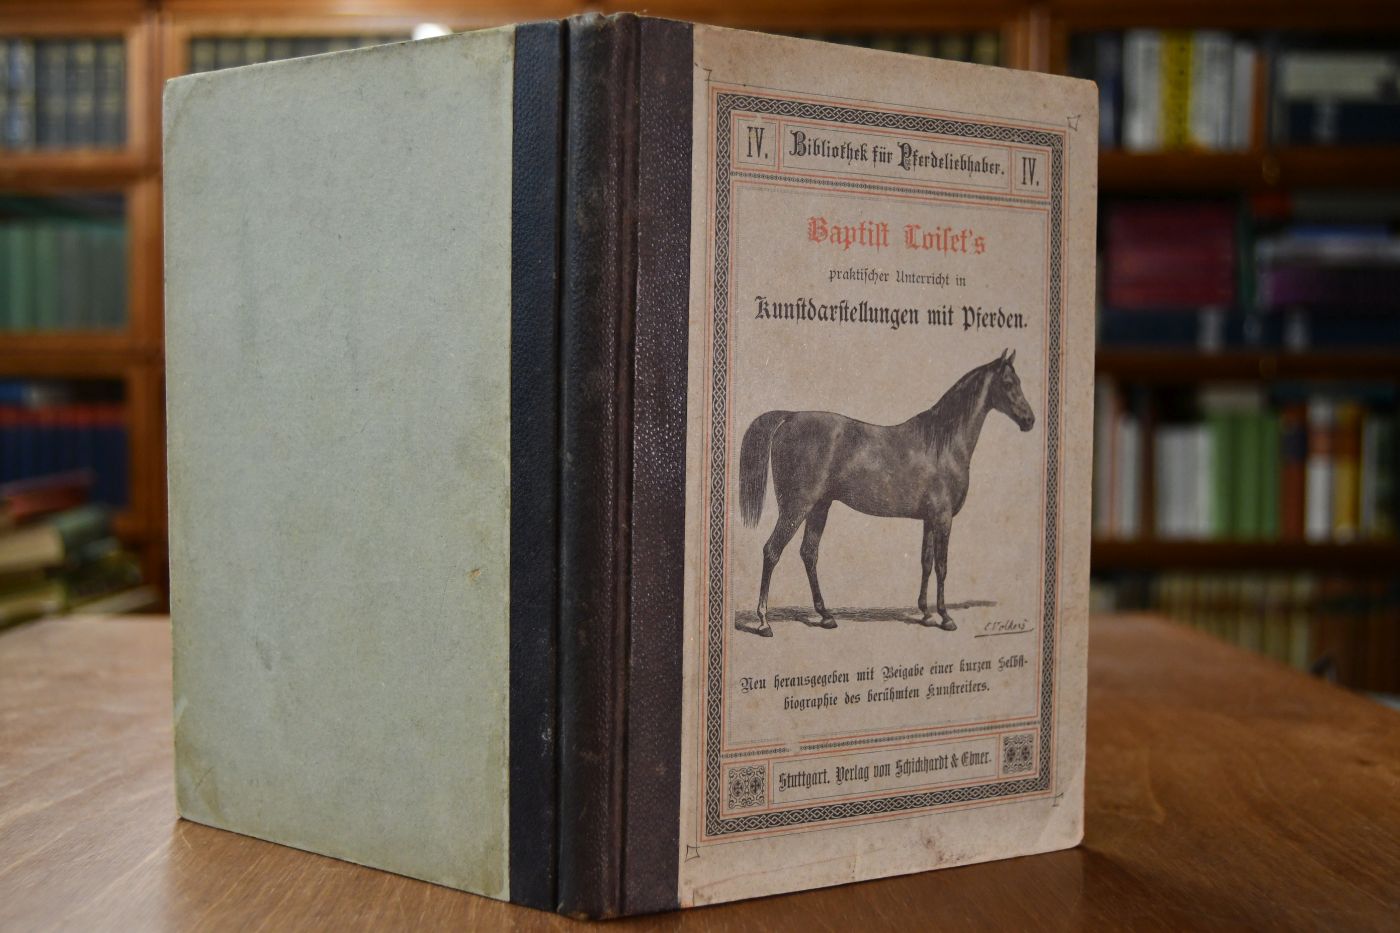 IV. Bibliothek für Pferdeliebhaber. IV.
Baptist Loiset's
praktischer Unterricht in
Kunstdarstellungen mit Pferden.
E. Volkers
Neu herausgegeben mit Beigabe einer kurzen Selbst-
biographie des berühmten Kunstreiters.
Stuttgart. Verlag von Schickhardt & Ebner.